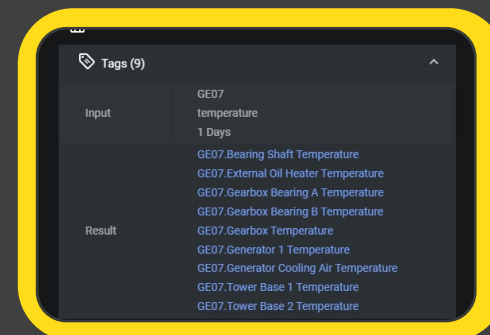 Tags (9)
Input
GE07
temperature
1 Days
Result
GE07.Bearing Shaft Temperature
GE07.External Oil Heater Temperature
GE07.Gearbox Bearing A Temperature
GE07.Gearbox Bearing B Temperature
GE07.Gearbox Temperature
GE07.Generator 1 Temperature
GE07.Generator Cooling Air Temperature
GE07.Tower Base 1 Temperature
GE07.Tower Base 2 Temperature